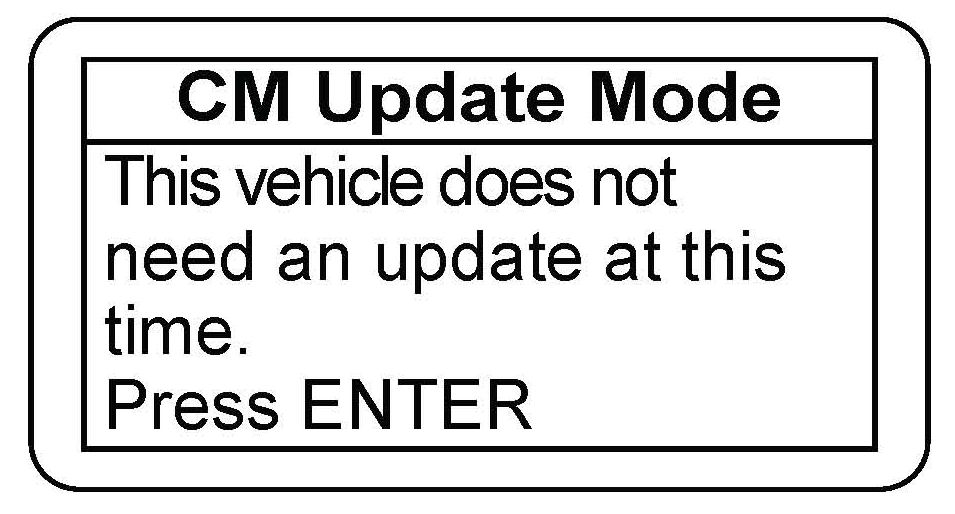 CM Update Mode
This vehicle does not
need an update at this
time.
Press ENTER